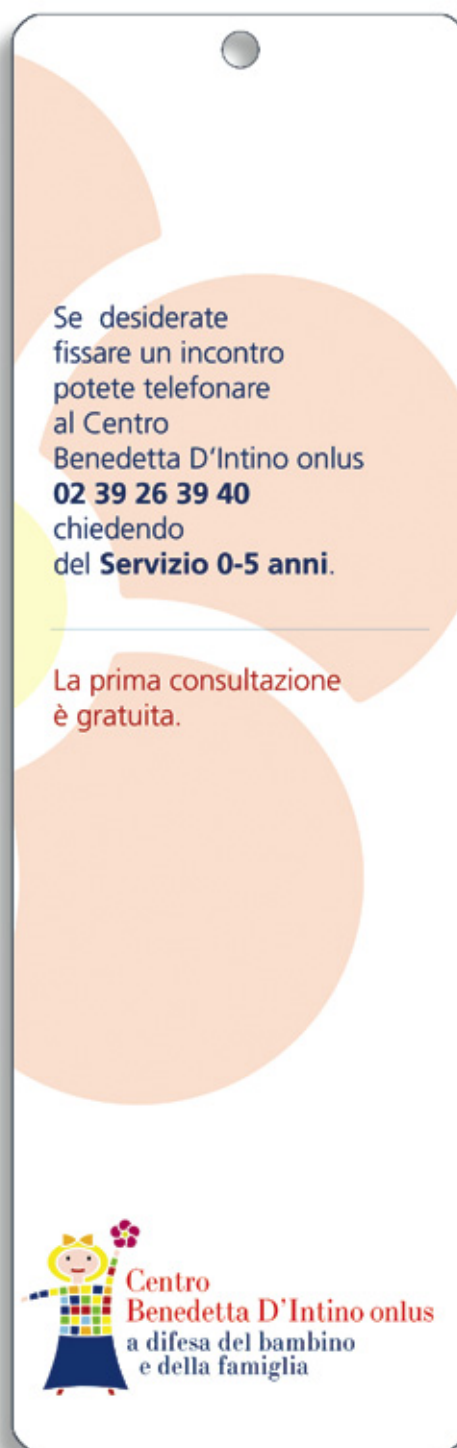 Se desiderate
fissare un incontro
potete telefonare
al Centro
Benedetta D'Intino onlus
02 39 26 39 40
chiedendo
del Servizio 0-5 anni.
La prima consultazione
è gratuita.
Centro
Benedetta D'Intino onlus
a difesa del bambino
e della famiglia